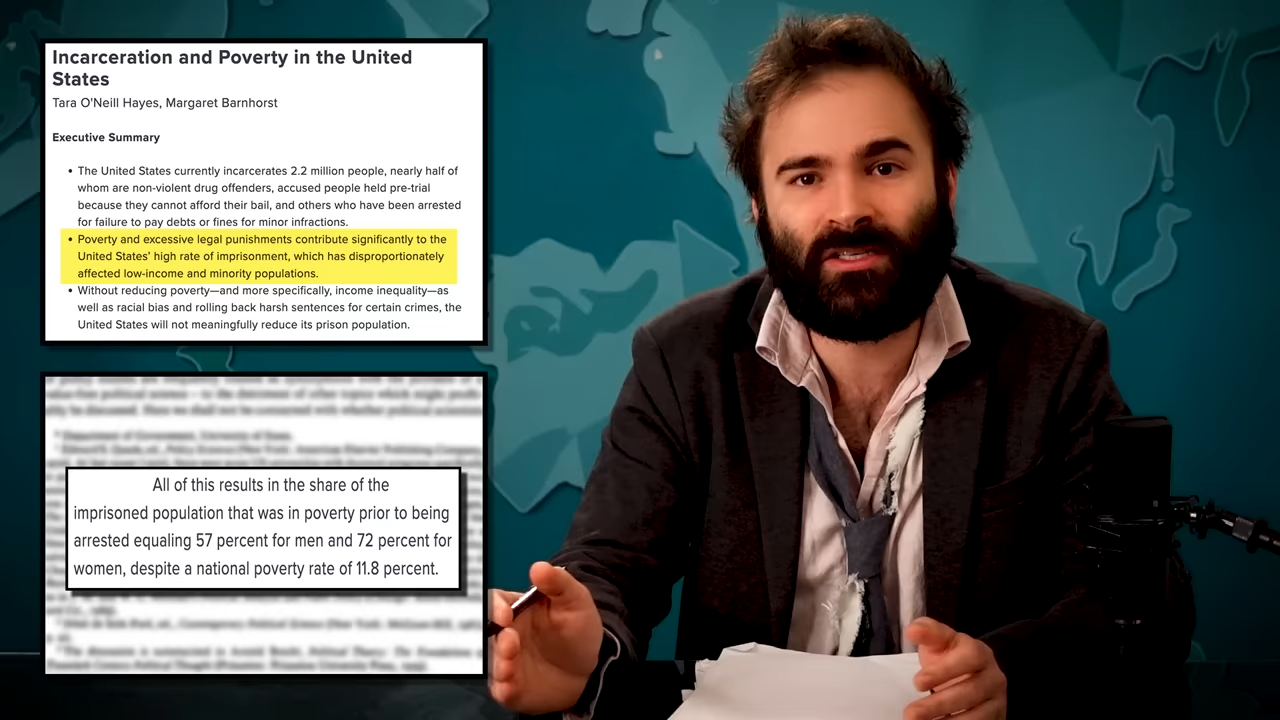 Incarceration and Poverty in the United
States
Tara O'Neill Hayes, Margaret Barnhorst
Executive Summary
• The United States currently incarcerates 2.2 million people, nearly half of
whom are non-violent drug offenders, accused people held pre-trial
because they cannot afford their bail, and others who have been arrested
for failure to pay debts or fines for minor infractions.
• Poverty and excessive legal punishments contribute significantly to the
United States' high rate of imprisonment, which has disproportionately
affected low-income and minority populations.
• Without reducing poverty—and more specifically, income inequality—as
well as racial bias and rolling back harsh sentences for certain crimes, the
United States will not meaningfully reduce its prison population.
All of this results in the share of the
imprisoned population that was in poverty prior to being
arrested equaling 57 percent for men and 72 percent for
women, despite a national poverty rate of 11.8 percent.